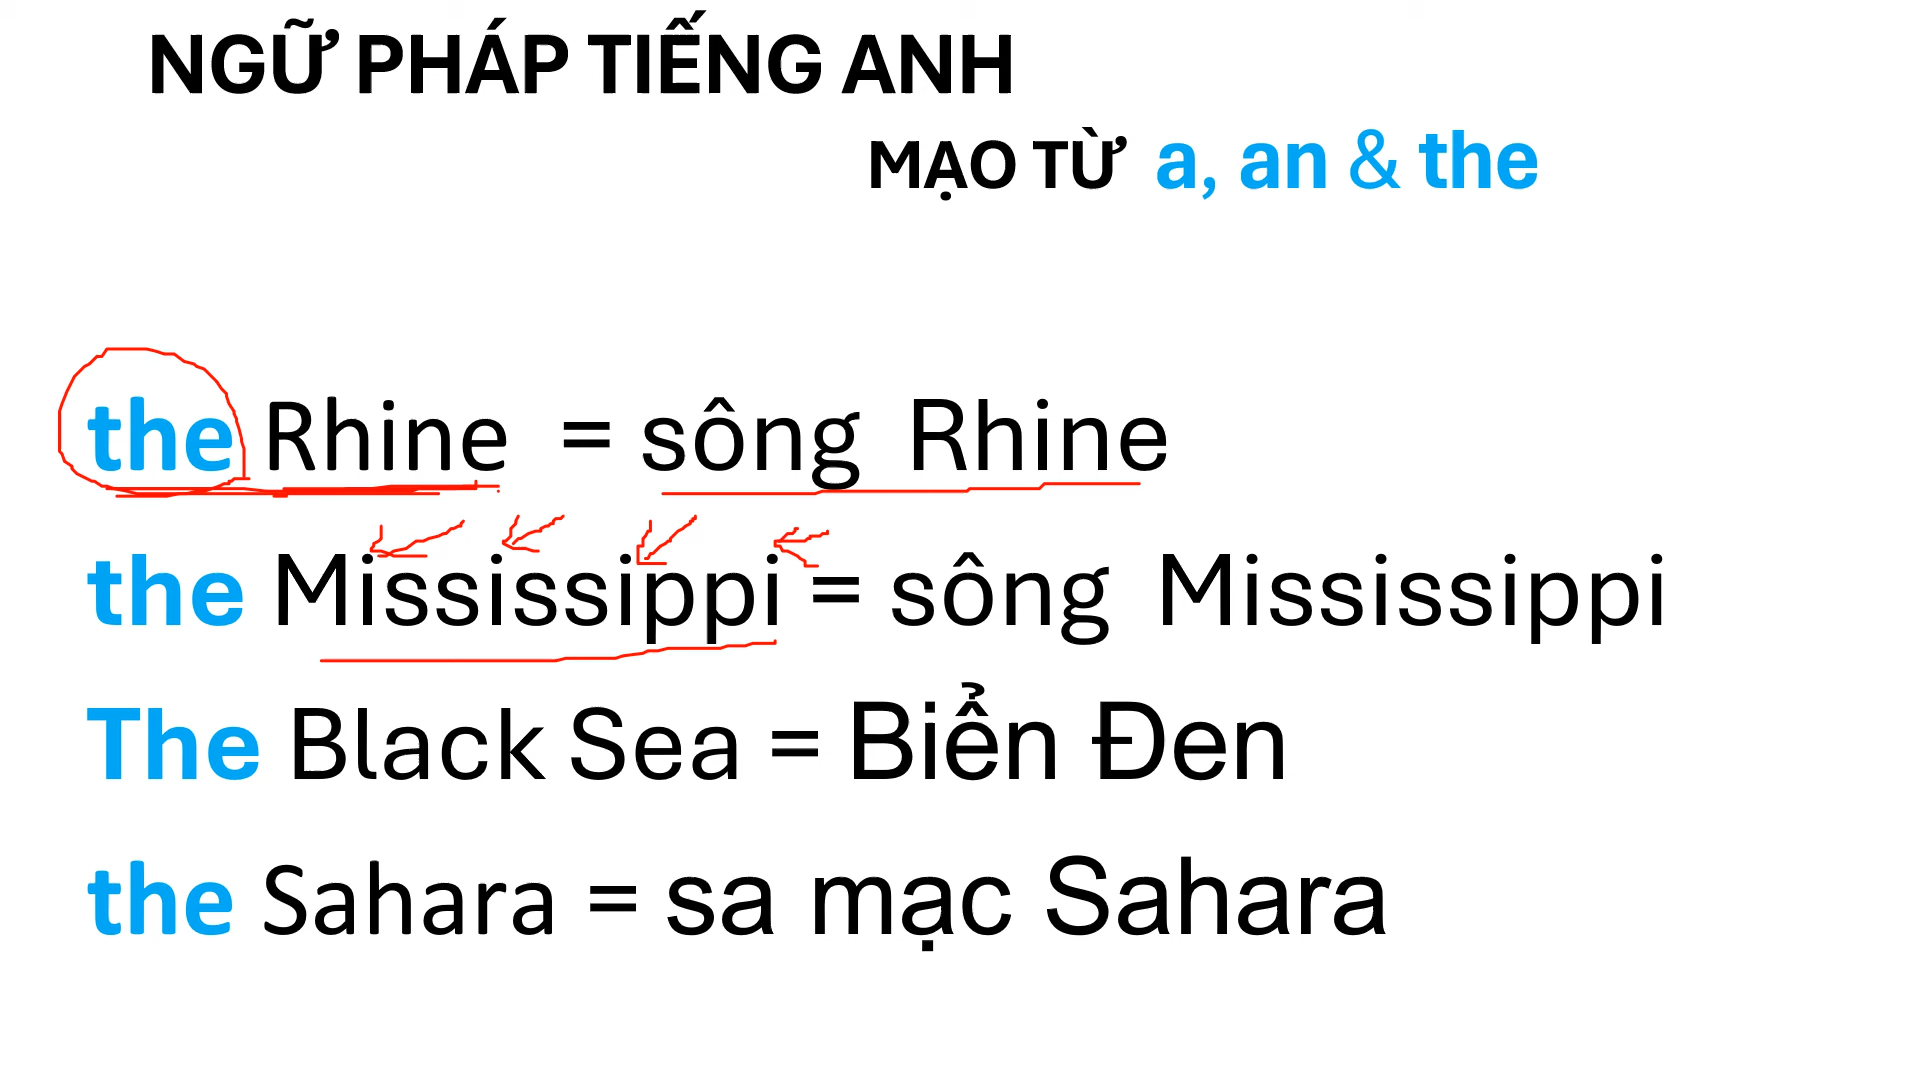 NGỮ PHÁP TIẾNG ANH
MẠO TỪ a, an & the
the Rhine = sông Rhine
the Mississippi = sông Mississippi
The Black Sea = Biển Đen
the Sahara = sa mạc Sahara